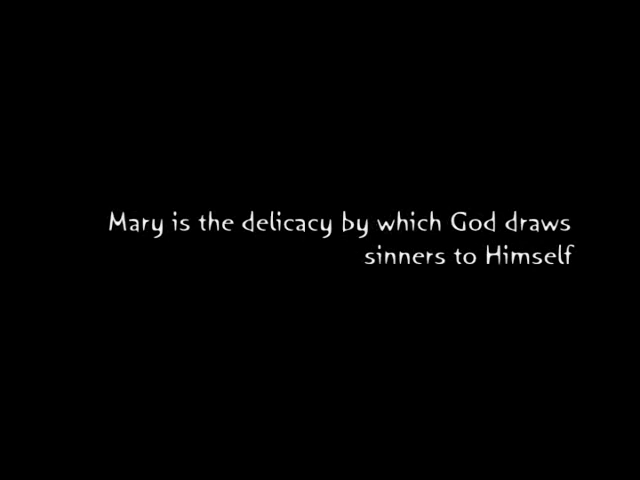 Mary is the delicacy by which God draws
sinners to Himself